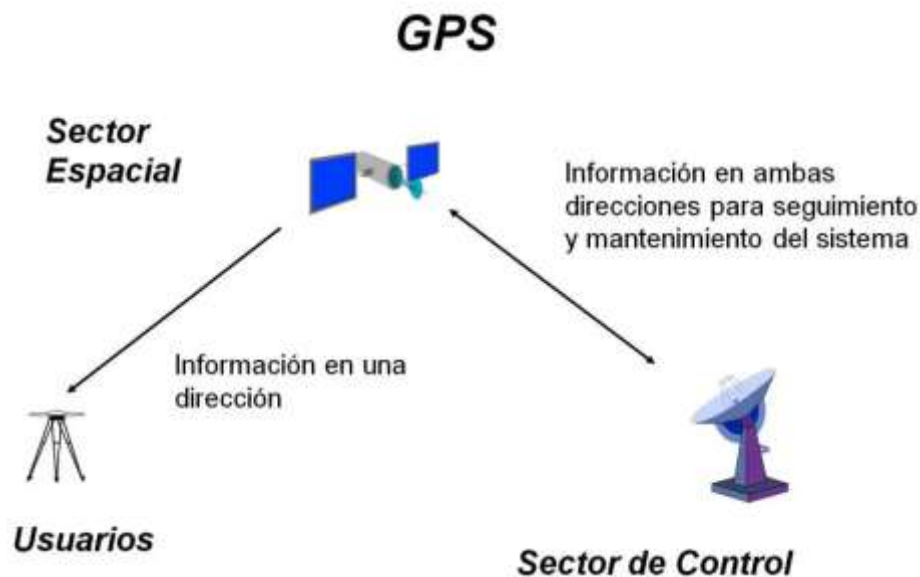 GPS
Sector
Espacial
Información en ambas
direcciones para seguimiento
y mantenimiento del sistema
Información en una
dirección
Usuarios
Sector de Control